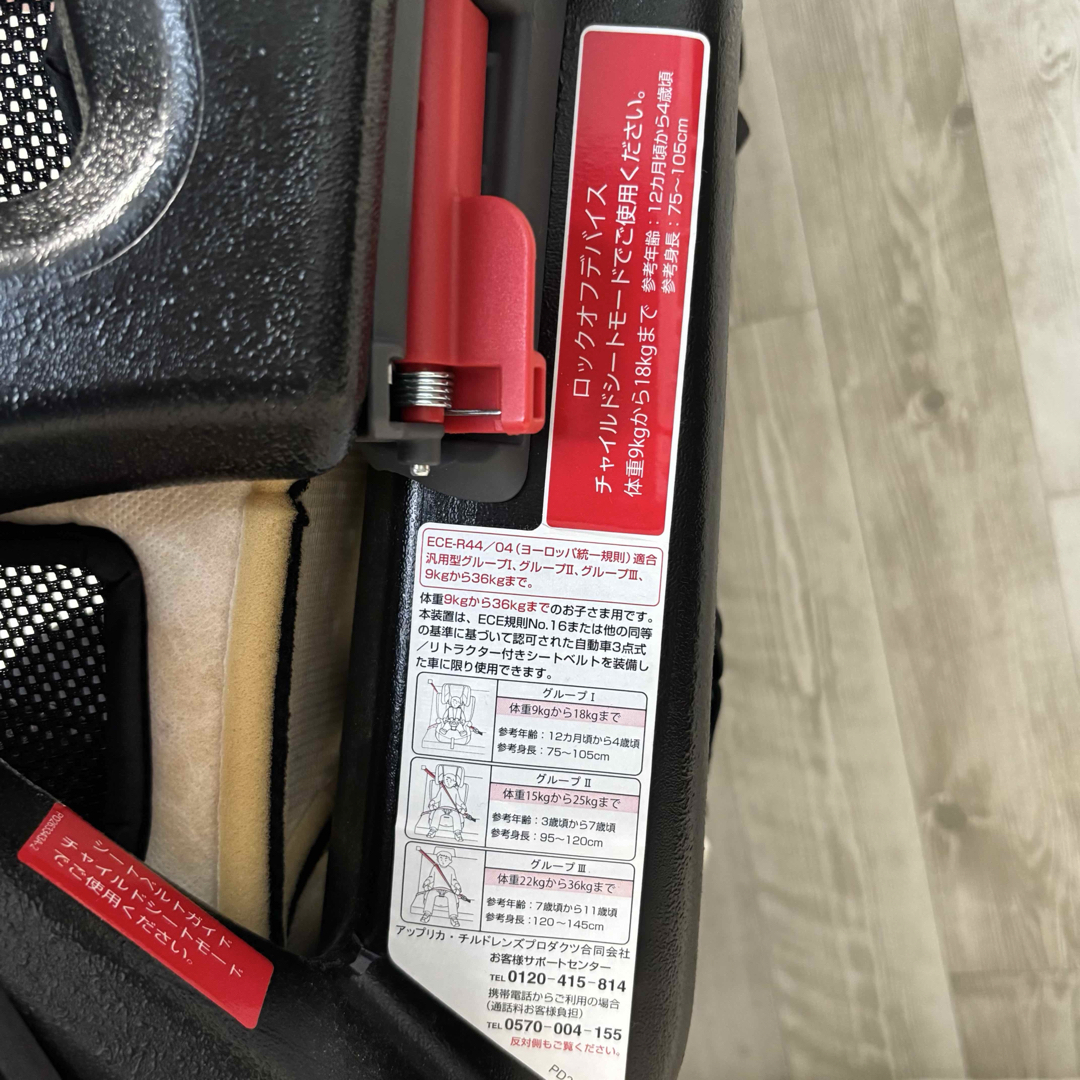 ロックオフデバイス
チャイルドシートモードでご使用ください。
体重9kgから18kgまで 参考年齢：12カ月頃から4歳頃
参考身長：75～105cm
ECE-R44／04（ヨーロッパ統一規則）適合
汎用型グループⅠ、グループⅡ、グループⅢ、
9kgから36kgまで。
体重9kgから36kgまでのお子さま用です。
本装置は、ECE規則No.16または他の同等
の基準に基づいて認可された自動車3点式
／リトラクター付きシートベルトを装備し
た車に限り使用できます。
グループⅠ
体重9kgから18kgまで
参考年齢：12カ月頃から4歳頃
参考身長：75～105cm
グループⅡ
体重15kgから25kgまで
参考年齢：3歳頃から7歳頃
参考身長：95～120cm
グループⅢ
体重22kgから36kgまで
参考年齢：7歳頃から11歳頃
参考身長：120～145cm
アップリカ・チルドレンズプロダクツ合同会社
お客様サポートセンター
TEL 0120-415-814
携帯電話からご利用の場合
（通話料お客様負担）
TEL 0570-004-155
反対側もご覧ください。
シートベルトガイド
チャイルドシートモード
でご使用ください。